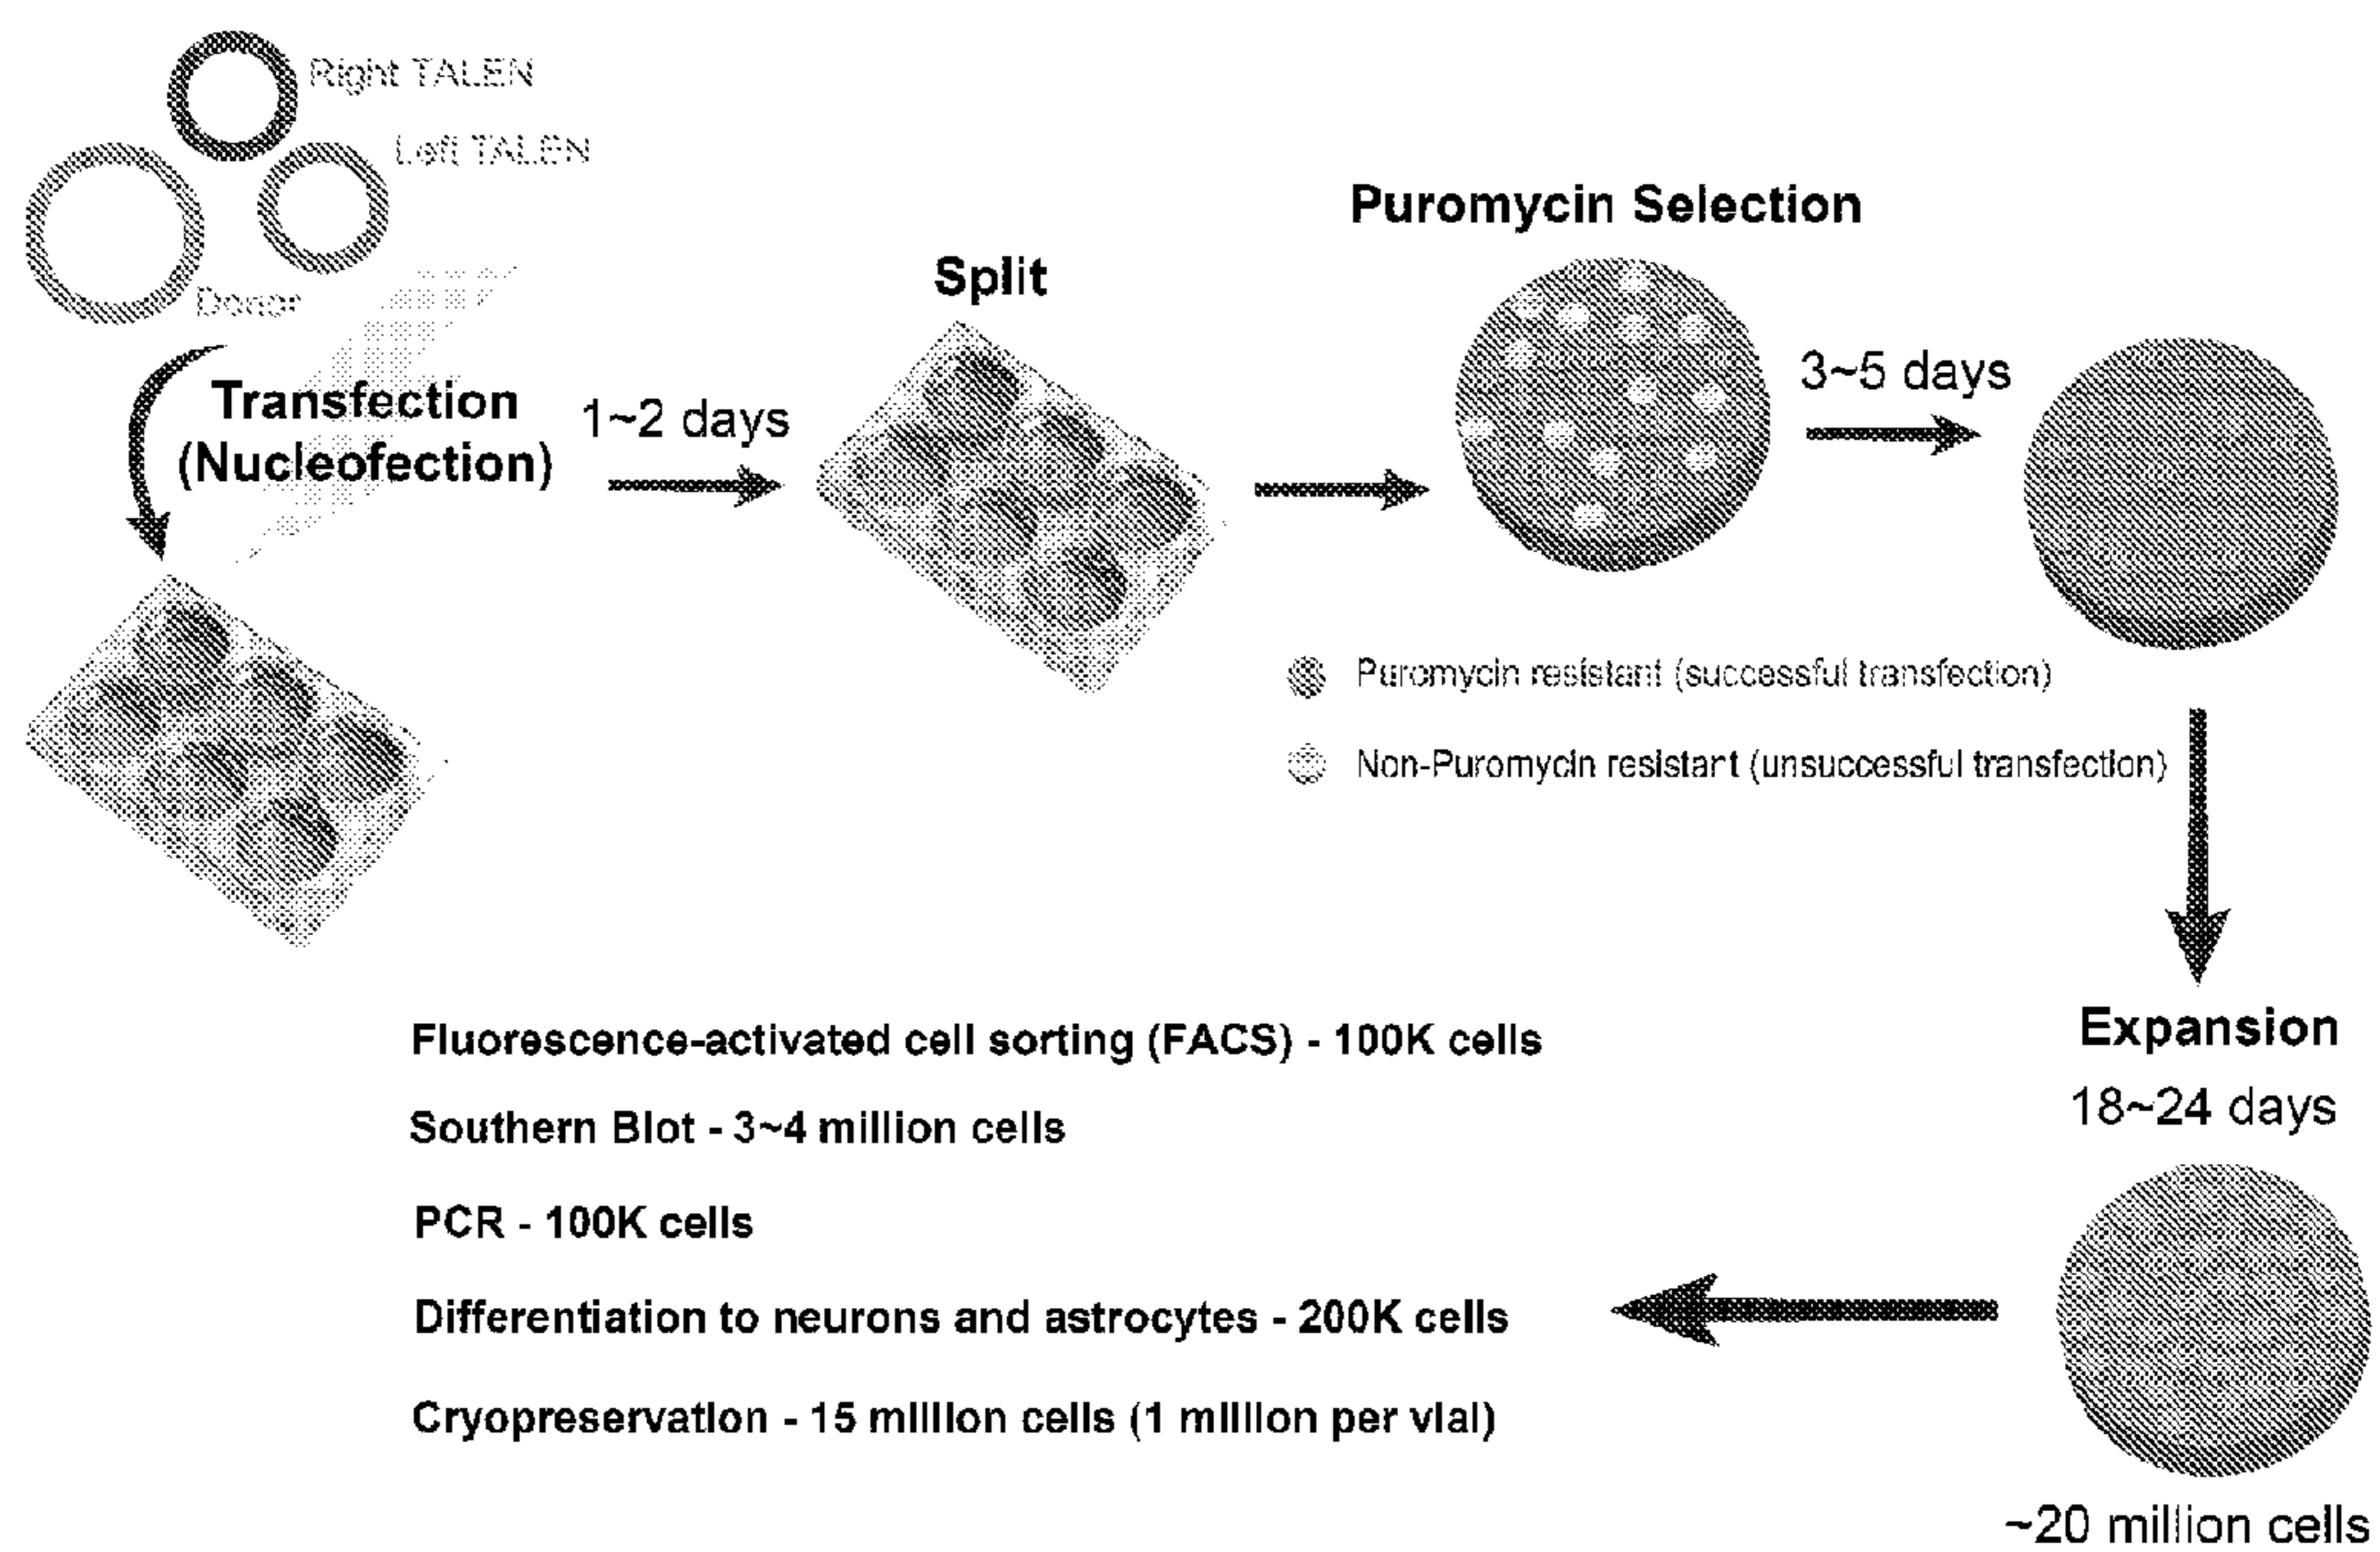 Right TALEN
Left TALEN
Donor
Transfection
(Nucleofection)
1~2 days
Split
Puromycin Selection
3~5 days
Puromycin resistant (successful transfection)
Non-Puromycin resistant (unsuccessful transfection)
Expansion
18~24 days
~20 million cells
Fluorescence-activated cell sorting (FACS) - 100K cells
Southern Blot - 3~4 million cells
PCR - 100K cells
Differentiation to neurons and astrocytes - 200K cells
Cryopreservation - 15 million cells (1 million per vial)